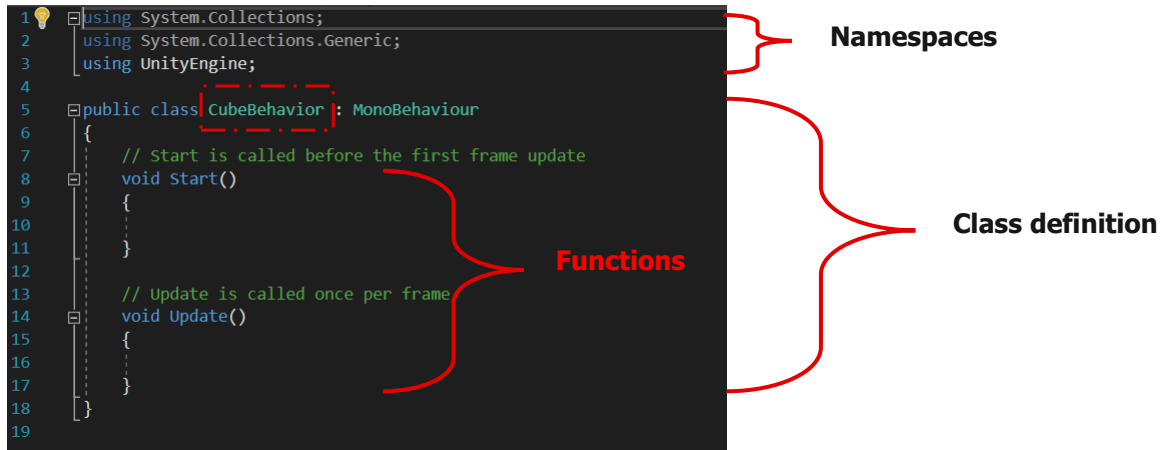 1 using System.Collections;
2 using System.Collections.Generic;
3 using UnityEngine;
4
5 public class CubeBehavior : MonoBehaviour
6 {
7 // Start is called before the first frame update
8 void Start()
9 {
10
11 }
12
13 // Update is called once per frame
14 void Update()
15 {
16
17 }
18 }
19
Namespaces
Class definition
Functions